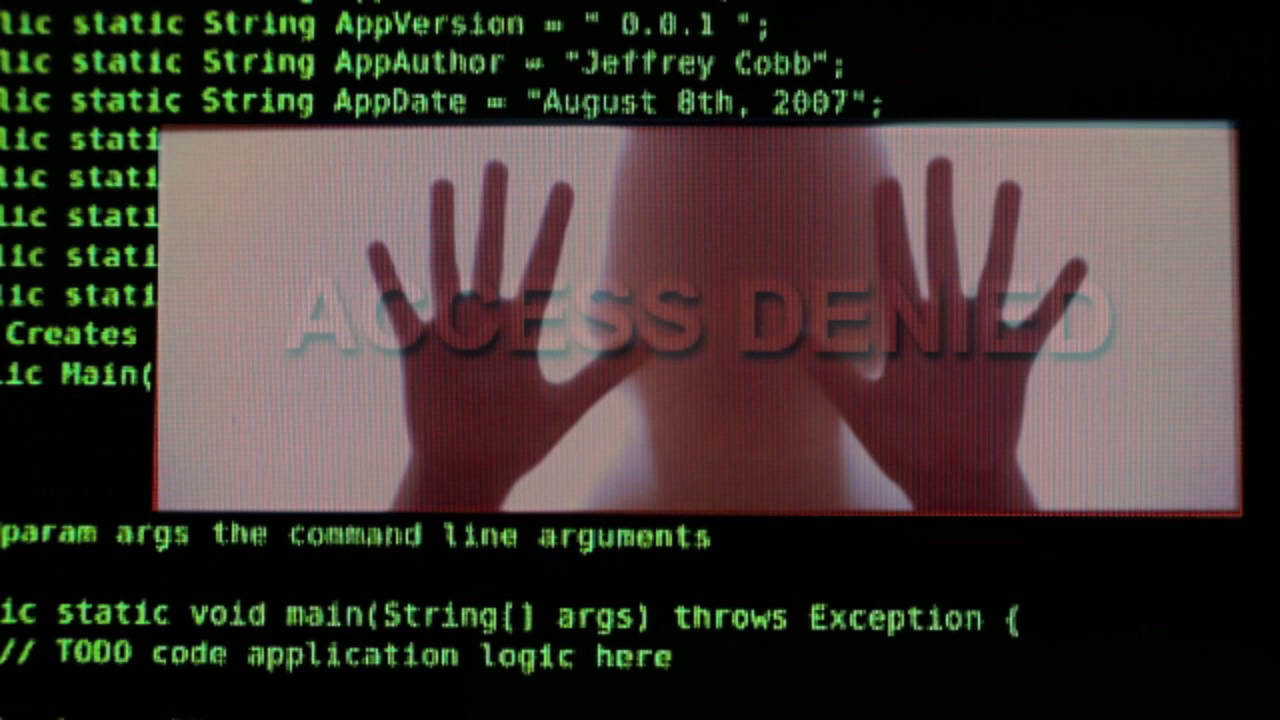 lic static String AppVersion = " 0.0.1 ";
lic static String AppAuthor = "Jeffrey Cobb";
lic static String AppDate = "August 8th, 2007";
lic stati
lic stati
lic stati
lic stati
lic stati
ACCESS DENIED
Creates
ic Main(
param args the command line arguments
ic static void main(String[] args) throws Exception {
// TODO code application logic here